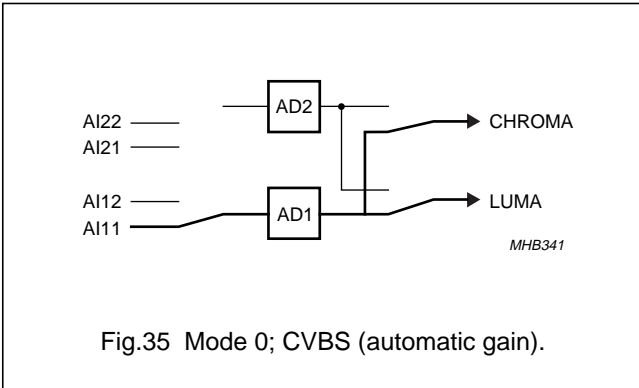 AD2
AI22
CHROMA
AI21
AI12
LUMA
AI11
AD1
MHB341
Fig.35 Mode 0; CVBS (automatic gain).